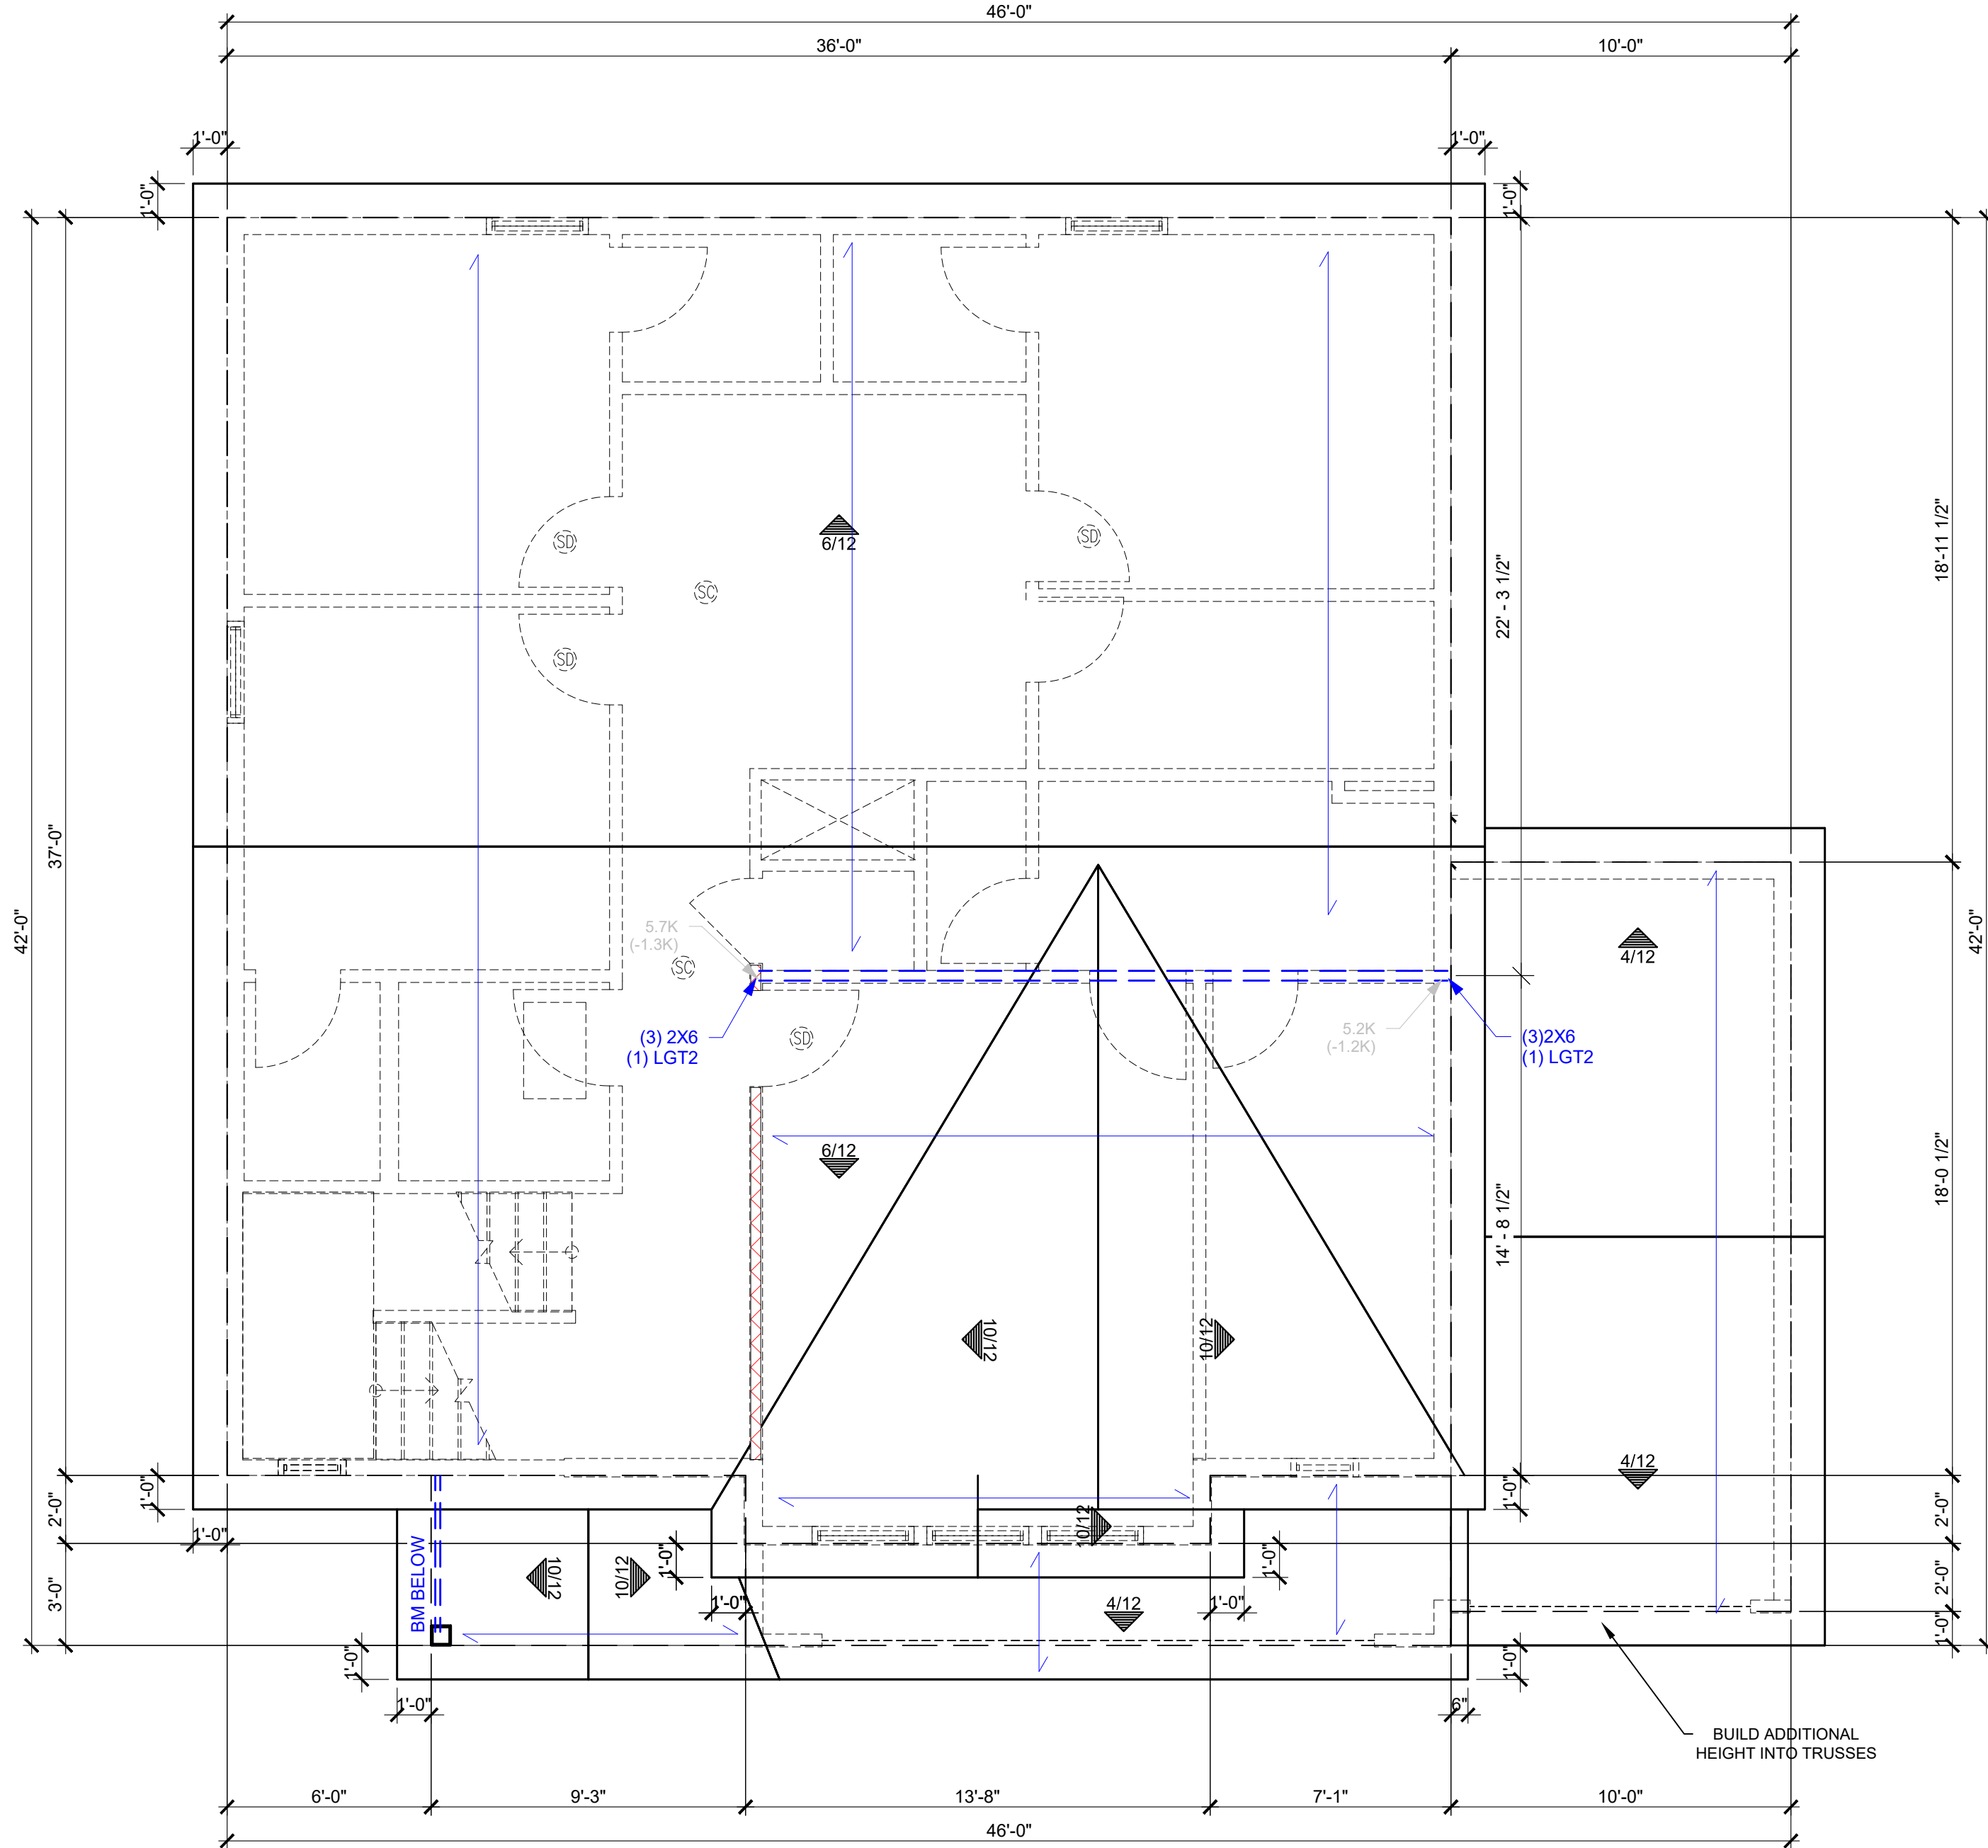 46'-0"
36'-0"
10'-0"
1'-0"
1'-0"
1'-0"
1'-0"
SD
6/12
SD
SC
SD
22' - 3 1/2"
18'-11 1/2"
37'-0"
42'-0"
42'-0"
5.7K
(-1.3K)
SC
4/12
(3) 2X6
(1) LGT2
SD
5.2K
(-1.2K)
(3)2X6
(1) LGT2
6/12
14' - 8 1/2"
18'-0 1/2"
10/12
10/12
4/12
1'-0"
2'-0"
1'-0"
BM BELOW
10/12
10/12
1'-0"
10/12
1'-0"
1'-0"
2'-0"
3'-0"
1'-0"
1'-0"
4/12
2'-0"
1'-0"
1'-0"
1'-0"
1'-0"
6"
BUILD ADDITIONAL
HEIGHT INTO TRUSSES
6'-0"
9'-3"
13'-8"
7'-1"
10'-0"
46'-0"